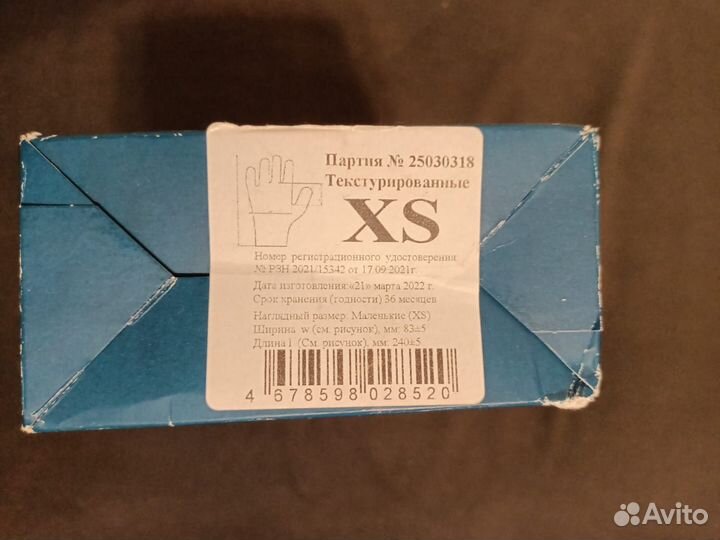 Партия № 25030318
Текстурированные
XS
Номер регистрационного удостоверения
№ РЗН 2021/15342 от 17.09.2021г.
Дата изготовления:«21» марта 2022 г.
Срок хранения (годности) 36 месяцев
Наглядный размер: Маленькие (XS)
Ширина w (см. рисунок), мм: 83±5
Длина l (См. рисунок), мм: 240±5
4 678598 028520
Avito